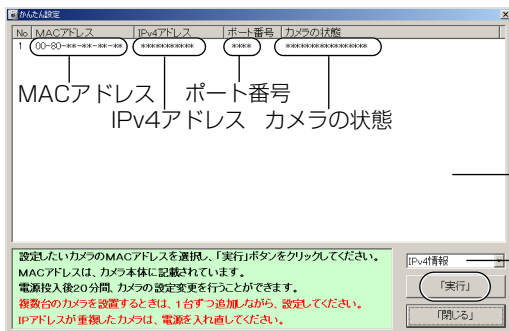 かんたん設定
No MACアドレス IPv4アドレス ポート番号 カメラの状態
1 00-80-**-**-**-** *********** **** *****************
MACアドレス ポート番号
IPv4アドレス カメラの状態
設定したいカメラのMACアドレスを選択し、「実行」ボタンをクリックしてください。
MACアドレスは、カメラ本体に記載されています。
電源投入後20分間、カメラの設定変更を行うことができます。
複数台のカメラを設置するときは、1台ずつ追加しながら、設定してください。
IPアドレスが重複したカメラは、電源を入れ直してください。
IPv4情報
「実行」
「閉じる」